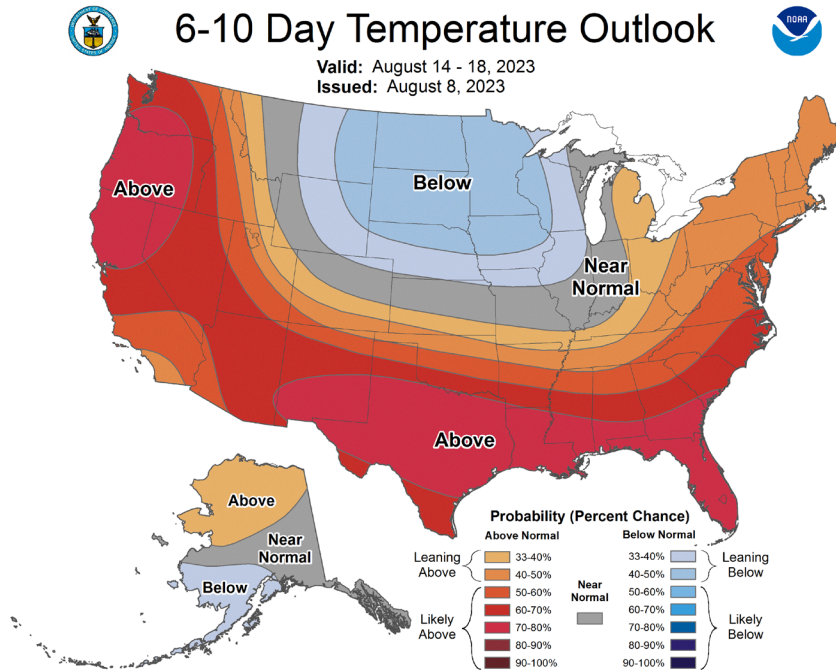 6-10 Day Temperature Outlook
Valid: August 14 - 18, 2023
Issued: August 8, 2023
NOAA
Above
Below
Near
Normal
Above
Above
Near
Normal
Below
Probability (Percent Chance)
Above Normal
Below Normal
Leaning
Above
33-40%
40-50%
Likely
Above
50-60%
60-70%
70-80%
80-90%
90-100%
Near
Normal
33-40%
40-50%
Leaning
Below
50-60%
60-70%
70-80%
80-90%
90-100%
Likely
Below